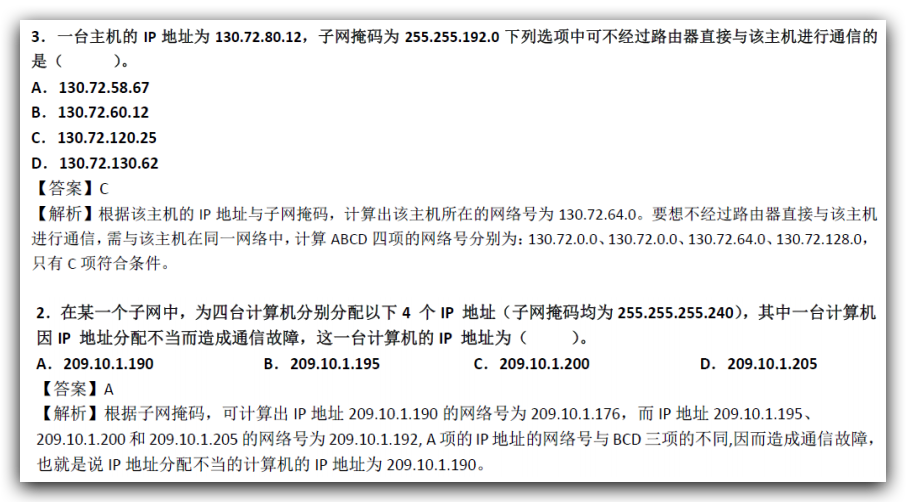 3．一台主机的 IP 地址为 130.72.80.12，子网掩码为 255.255.192.0 下列选项中可不经过路由器直接与该主机进行通信的
是（ ）。
A．130.72.58.67
B．130.72.60.12
C．130.72.120.25
D．130.72.130.62
【答案】C
【解析】根据该主机的 IP 地址与子网掩码，计算出该主机所在的网络号为 130.72.64.0。要想不经过路由器直接与该主机
进行通信，需与该主机在同一网络中，计算 ABCD 四项的网络号分别为：130.72.0.0、130.72.0.0、130.72.64.0、130.72.128.0，
只有 C 项符合条件。
2．在某一个子网中，为四台计算机分别分配以下 4 个 IP 地址（子网掩码均为 255.255.255.240），其中一台计算机
因 IP 地址分配不当而造成通信故障，这一台计算机的 IP 地址为（ ）。
A．209.10.1.190 B．209.10.1.195 C．209.10.1.200 D．209.10.1.205
【答案】A
【解析】根据子网掩码，可计算出 IP 地址 209.10.1.190 的网络号为 209.10.1.176，而 IP 地址 209.10.1.195、
209.10.1.200 和 209.10.1.205 的网络号为 209.10.1.192, A 项的 IP 地址的网络号与 BCD 三项的不同,因而造成通信故障，
也就是说 IP 地址分配不当的计算机的 IP 地址为 209.10.1.190。